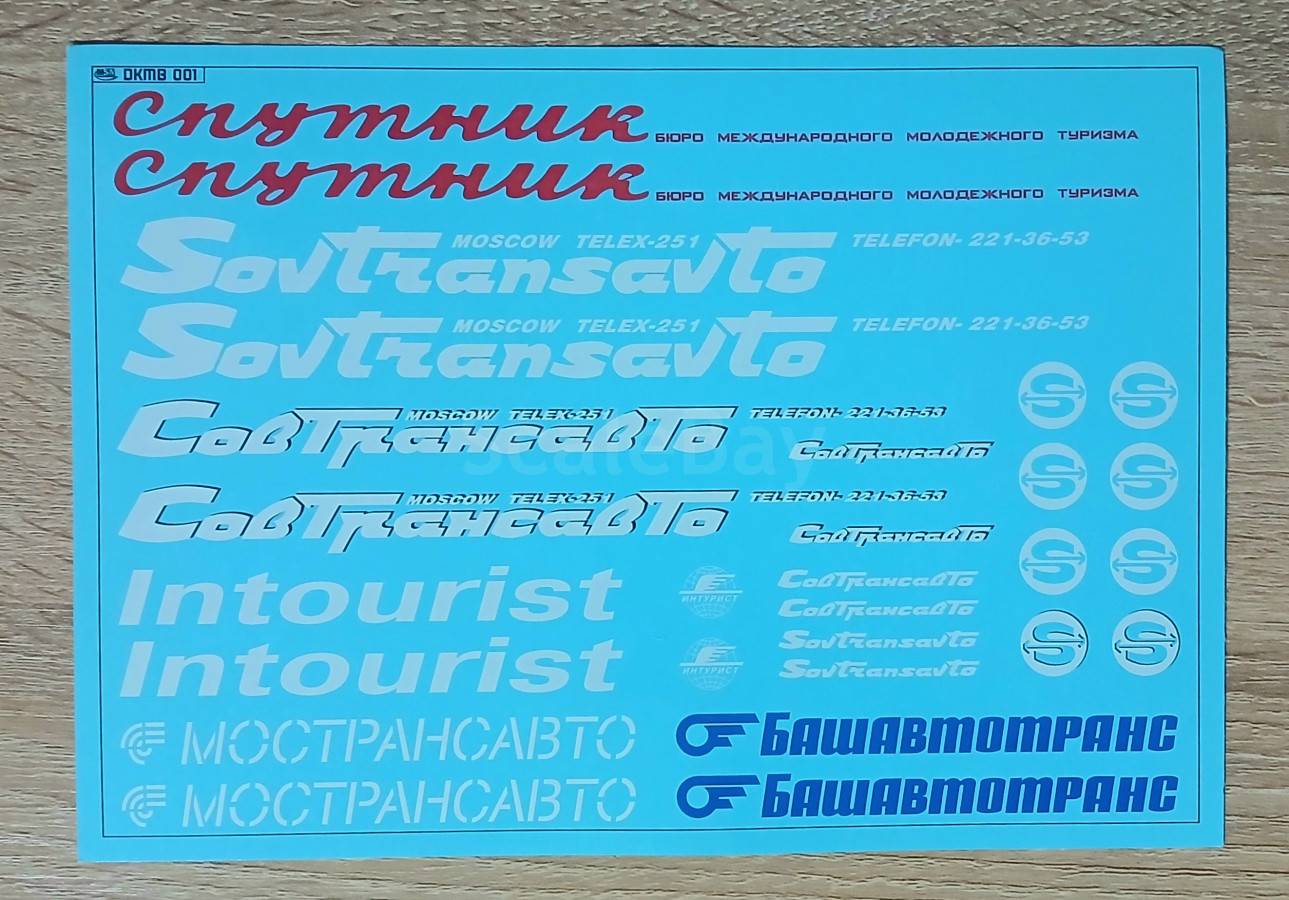 DKMB 001
Спутник БЮРО МЕЖДУНАРОДНОГО МОЛОДЕЖНОГО ТУРИЗМА
Спутник БЮРО МЕЖДУНАРОДНОГО МОЛОДЕЖНОГО ТУРИЗМА
Sovtransavto MOSCOW TELEX-251 TELEFON- 221-36-53
Sovtransavto MOSCOW TELEX-251 TELEFON- 221-36-53
СовТрансавТо MOSCOW TELEX-251 TELEFON- 221-36-53
СовТрансавТо
СовТрансавТо MOSCOW TELEX-251 TELEFON- 221-36-53
СовТрансавТо
Intourist ИНТУРИСТ
СовТрансавТо
СовТрансавТо
Intourist ИНТУРИСТ
Sovtransavto
Sovtransavto
S S
S S
S S
S S
МОСТРАНСАВТО
БАШАВТОТРАНС
МОСТРАНСАВТО
БАШАВТОТРАНС
scaleBay